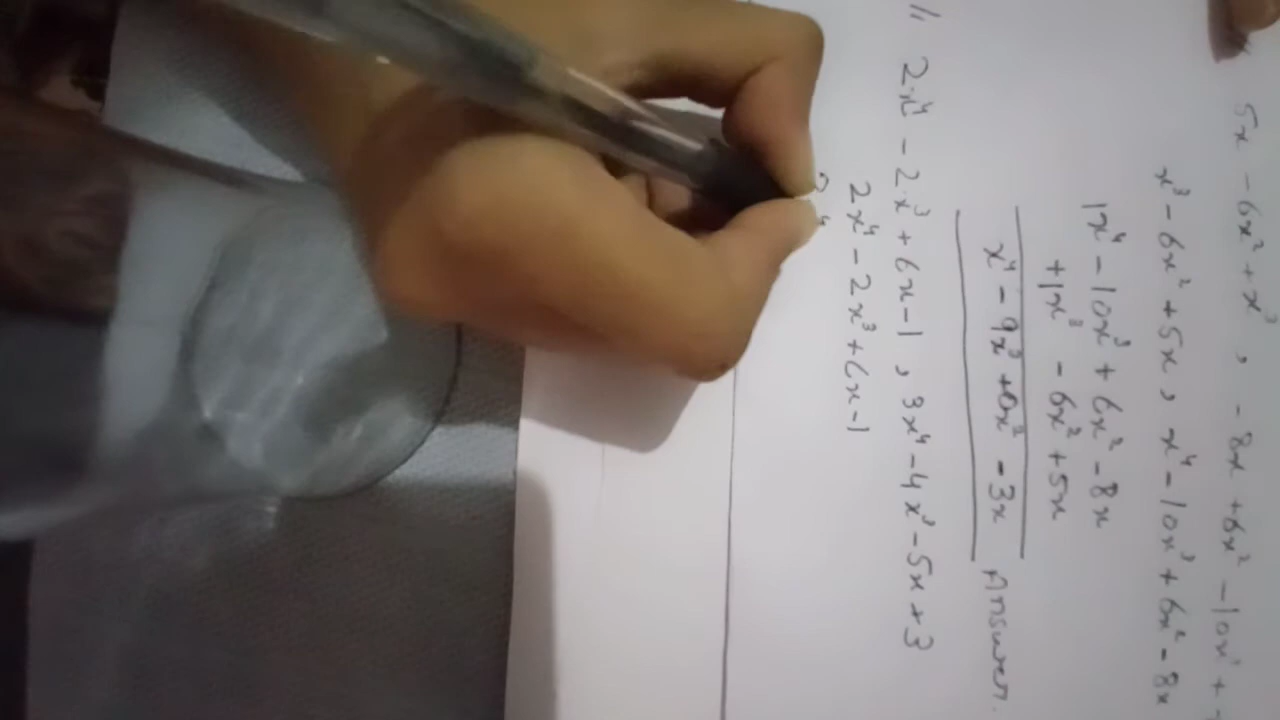 5x - 6x² + x³, - 8x + 6x² - 10x³ +
x³ - 6x² + 5x, x⁴ - 10x³ + 6x² - 8x
1x⁴ - 10x³ + 6x² - 8x
+1x³ - 6x² + 5x
x⁴ - 9x³ + 0x² - 3x Answer.
11 2x⁴ - 2x³ + 6x - 1, 3x⁴ - 4x³ - 5x + 3
2x⁴ - 2x³ + 6x - 1